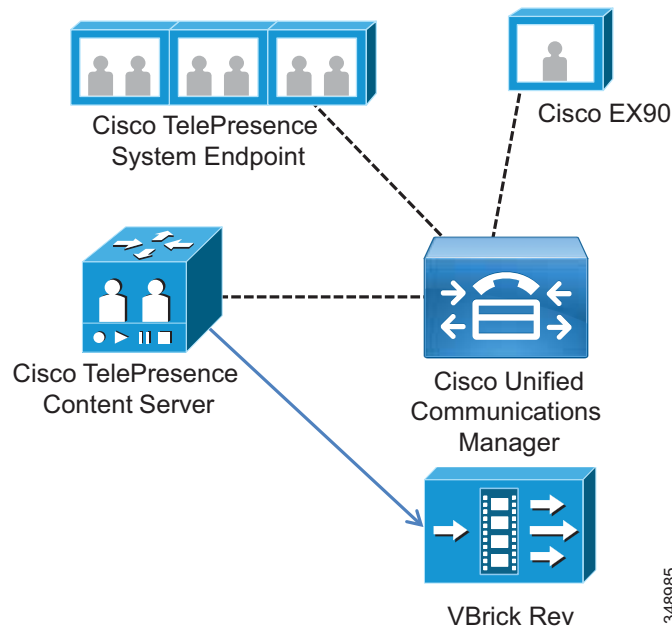 Cisco TelePresence
System Endpoint
Cisco EX90
Cisco TelePresence
Content Server
Cisco Unified
Communications
Manager
VBrick Rev
348985